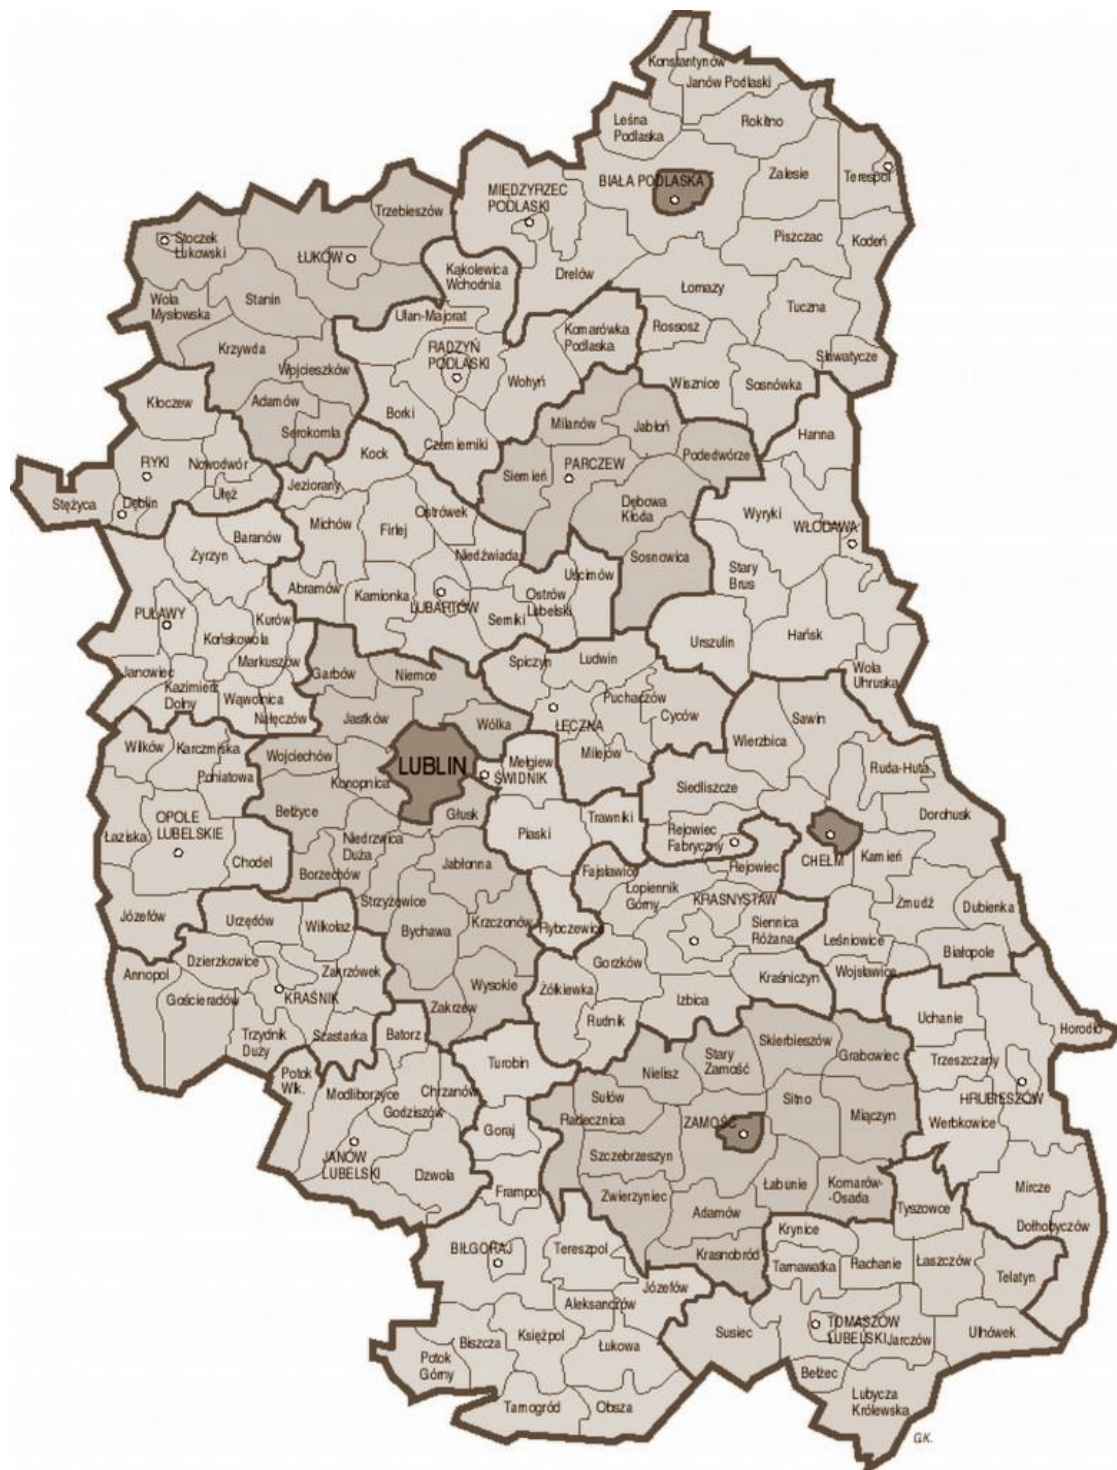 Konstantynów
Janów Podlaski
Leśna
Podlaska
Rokitno
BIAŁA PODLASKA
Zalesie
Terespol
MIĘDZYRZEC
PODLASKI
Trzebieszów
Stoczek
Łukowski
ŁUKÓW
Piszczac
Kodeń
Kąkolewica
Wchodnia
Drelów
Łomazy
Wola
Mysłowska
Stanin
Tuczna
Ulan-Majorat
Komarówka
Podlaska
Rossosz
Krzywda
RADZYŃ
PODLASKI
Sławatycze
Wojcieszków
Wohyń
Wisznice
Sosnówka
Kłoczew
Adamów
Borki
Serokomla
Milanów
Jabłoń
Hanna
Czemierniki
Kock
Podedwórze
RYKI
Nowodwór
Siemień
PARCZEW
Jeziorany
Ułęż
Stężyca
Dęblin
Dębowa
Kłoda
Ostrówek
Wyryki
WŁODAWA
Michów
Firlej
Baranów
Żyrzyn
Niedźwiada
Sosnowica
Uścimów
Stary
Brus
Abramów
Kamionka
LUBARTÓW
Ostrów
Lubelski
PUŁAWY
Kurów
Serniki
Końskowola
Urszulin
Hańsk
Markuszów
Spiczyn
Ludwin
Janowiec
Garbów
Niemce
Wola
Uhruska
Kazimierz
Dolny
Wąwolnica
Puchaczów
Nałęczów
Jastków
Wólka
ŁĘCZNA
Cyców
Sawin
Wilków
Karczmiska
Wojciechów
Milejów
Wierzbica
LUBLIN
Mełgiew
ŚWIDNIK
Poniatowa
Konopnica
Ruda-Huta
Siedliszcze
Bełżyce
Głusk
Trawniki
Dorohusk
OPOLE
LUBELSKIE
Łaziska
Niedrzwica
Duża
Piaski
Rejowiec
Fabryczny
CHEŁM
Kamień
Chodel
Jabłonna
Borzechów
Fajsławice
Rejowiec
Łopiennik
Górny
KRASNYSTAW
Strzyżewice
Żmudź
Dubienka
Józefów
Urzędów
Wilkołaz
Bychawa
Krzczonów
Rybczewice
Siennica
Różana
Leśniowice
Białopole
Dzierzkowice
Gorzków
Annopol
Zakrzówek
Kraśniczyn
Wojsławice
Gościeradów
KRAŚNIK
Wysokie
Żółkiewka
Izbica
Zakrzew
Rudnik
Uchanie
Horodło
Trzydnik
Duży
Szastarka
Batorz
Skierbieszów
Grabowiec
Turobin
Stary
Zamość
Trzeszczany
Potok
Wlk.
Nielisz
Modliborzyce
Chrzanów
Sułów
Sitno
HRUBIESZÓW
Godziszów
Radecznica
ZAMOŚĆ
Miączyn
Werbkowice
Goraj
JANÓW
LUBELSKI
Szczebrzeszyn
Dzwola
Łabunie
Komarów-
-Osada
Frampol
Zwierzyniec
Mircze
Adamów
Tyszowce
Dołhobyczów
Krynice
BIŁGORAJ
Tereszpol
Krasnobród
Tarnawatka
Rachanie
Łaszczów
Telatyn
Józefów
Aleksandrów
Susiec
TOMASZÓW
LUBELSKI
Jarczów
Ulhówek
Księżpol
Biszcza
Łukowa
Potok
Górny
Bełżec
Lubycza
Królewska
Tarnogród
Obsza
G.K.